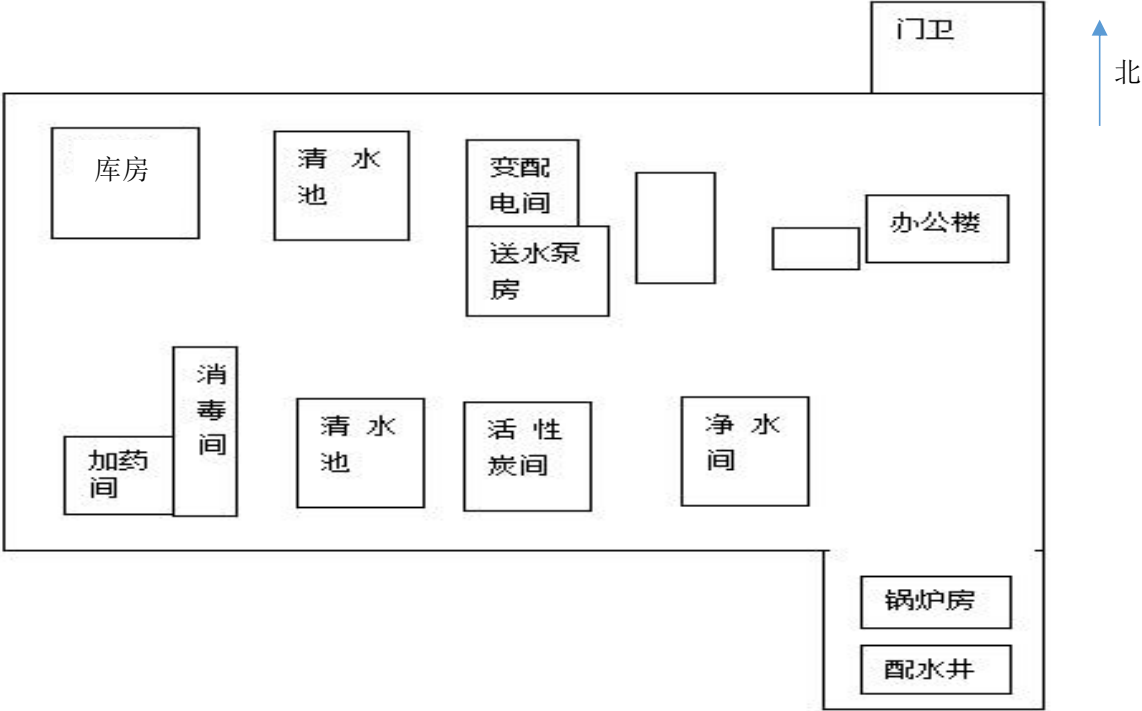 门卫
北
库房
清 水
池
变配
电间
送水泵
房
办公楼
消
毒
间
加药
间
清 水
池
活 性
炭间
净 水
间
锅炉房
配水井